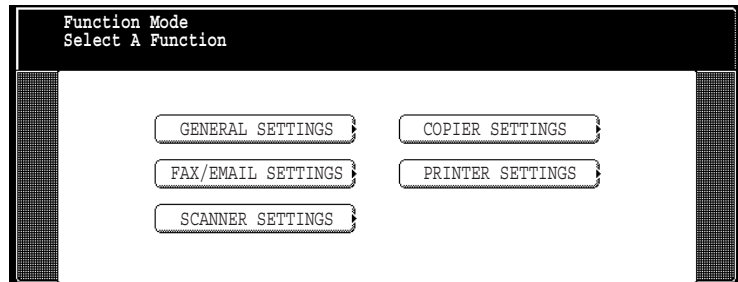 Function Mode
Select A Function
GENERAL SETTINGS
COPIER SETTINGS
FAX/EMAIL SETTINGS
PRINTER SETTINGS
SCANNER SETTINGS